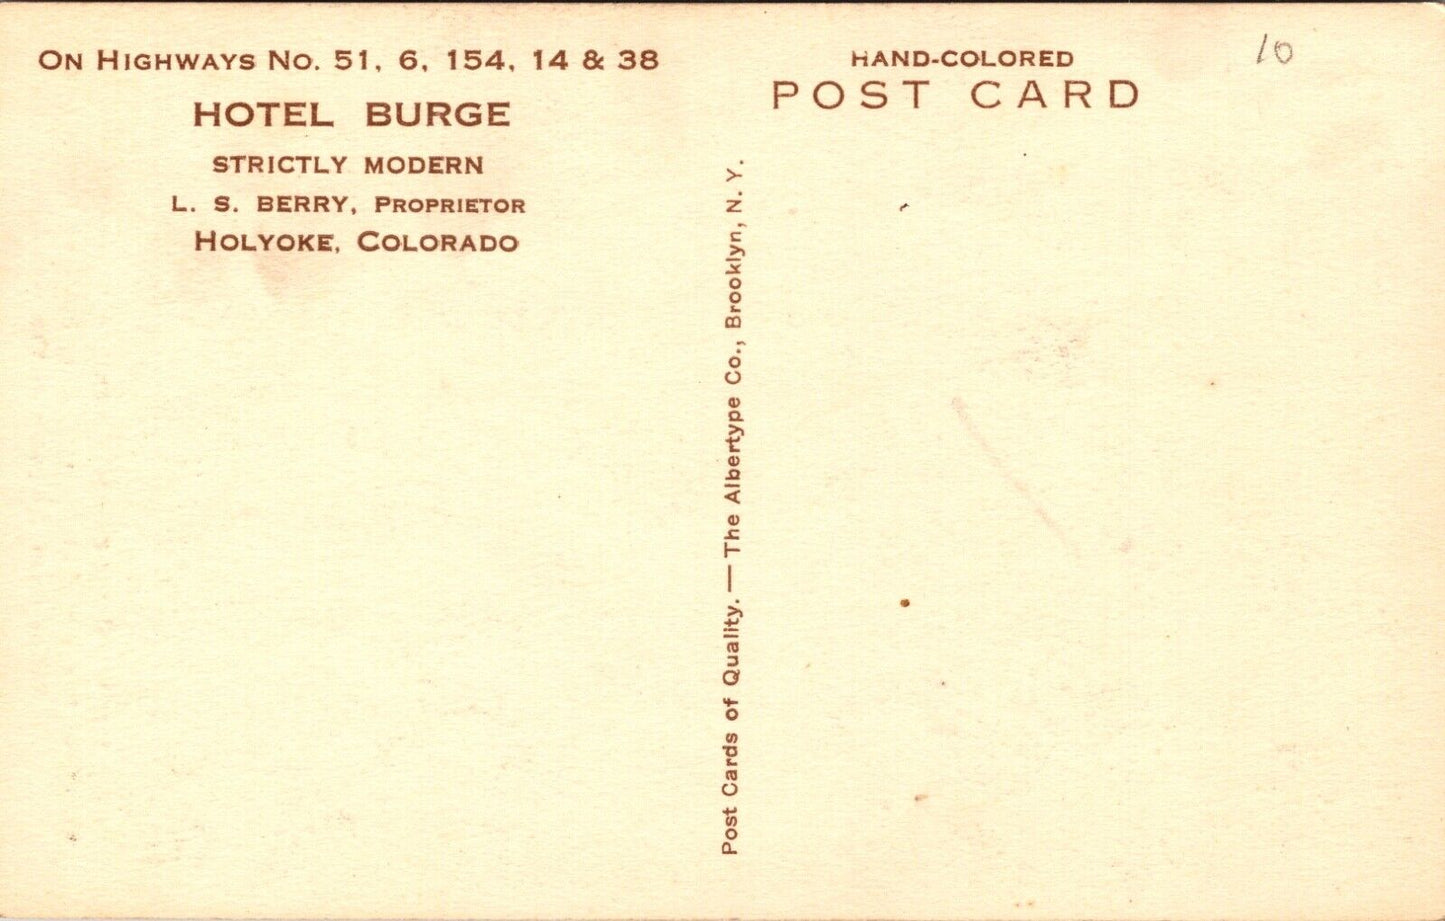 On Highways No. 51, 6, 154, 14 & 38
HOTEL BURGE
STRICTLY MODERN
L. S. BERRY, Proprietor
Holyoke, Colorado
Post Cards of Quality. — The Albertype Co., Brooklyn, N. Y.
HAND-COLORED
POST CARD
10